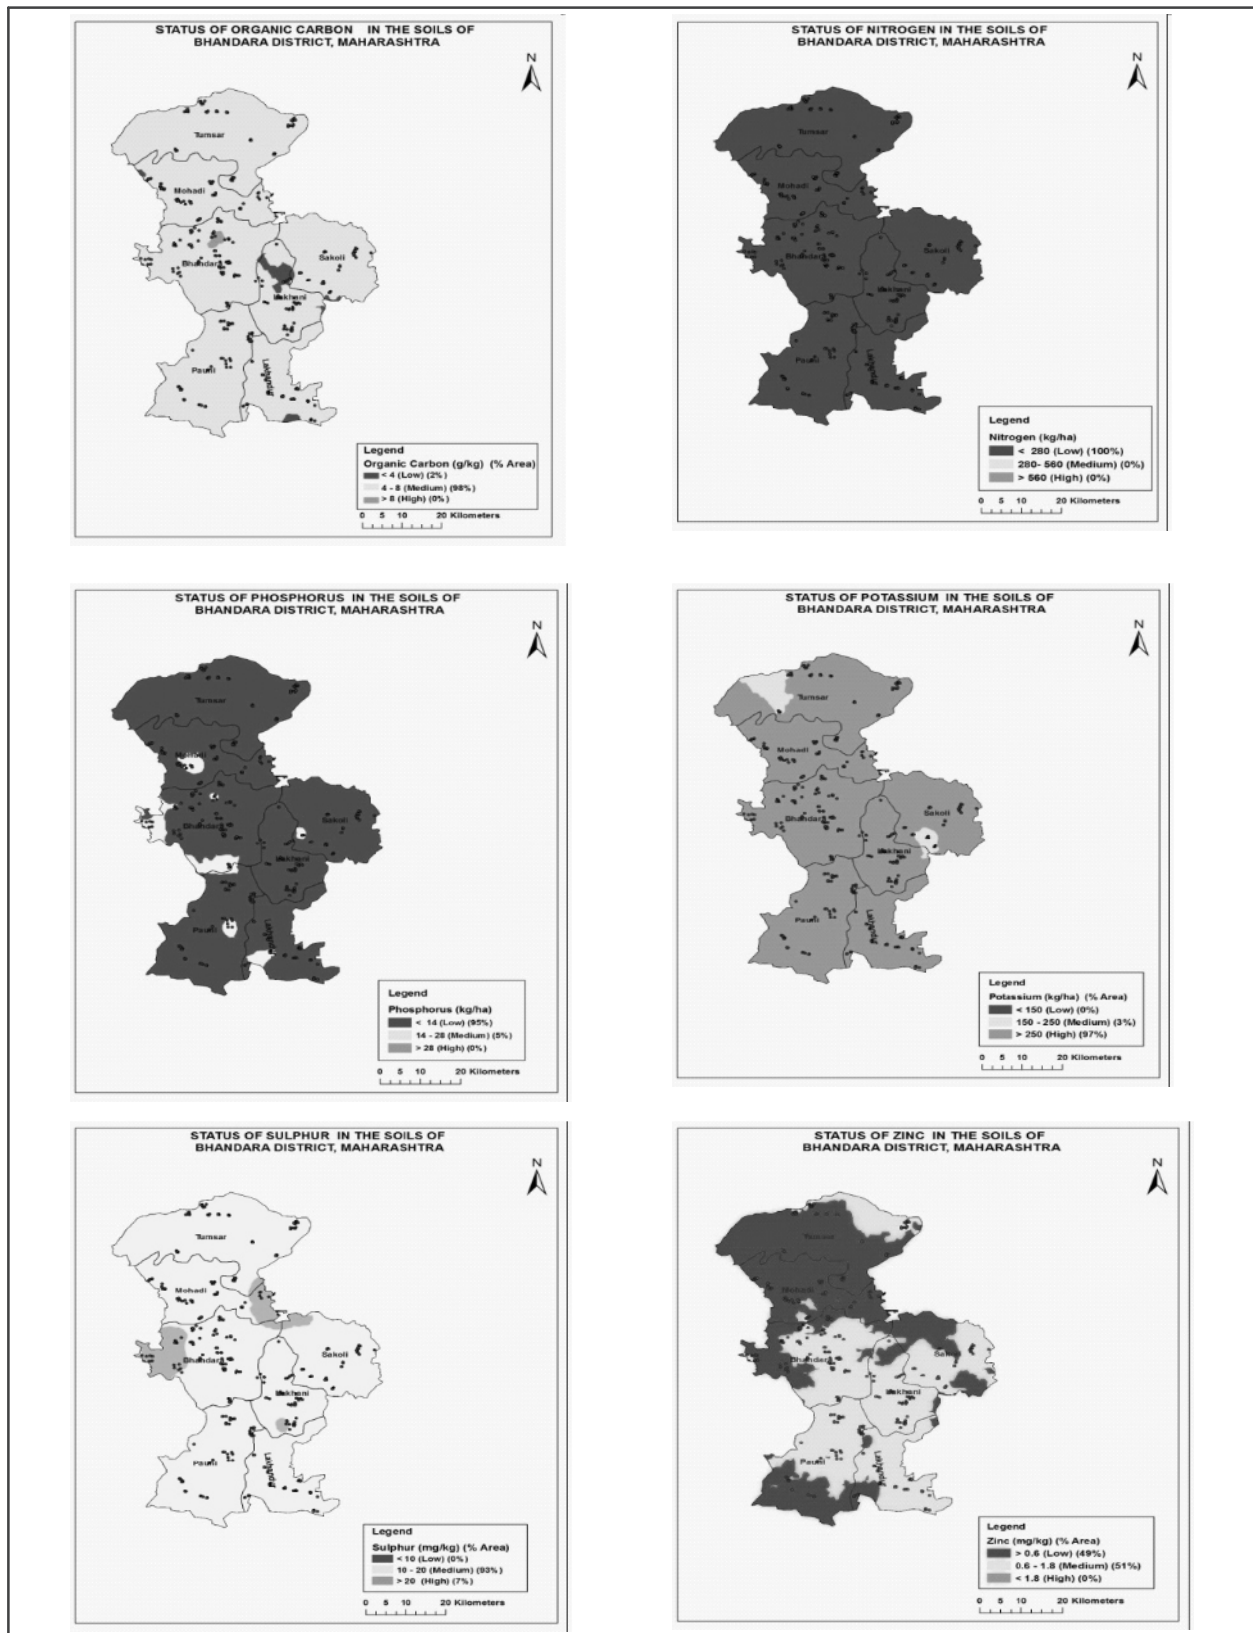 STATUS OF ORGANIC CARBON IN THE SOILS OF
BHANDARA DISTRICT, MAHARASHTRA
N
Tumsar
Mohadi
Bhandara
Sakoli
Lakhani
Pauni
Lakhandur
Legend
Organic Carbon (g/kg) (% Area)
< 4 (Low) (2%)
4 - 8 (Medium) (98%)
> 8 (High) (0%)
0 5 10 20 Kilometers
STATUS OF NITROGEN IN THE SOILS OF
BHANDARA DISTRICT, MAHARASHTRA
N
Tumsar
Mohadi
Bhandara
Sakoli
Lakhani
Pauni
Lakhandur
Legend
Nitrogen (kg/ha)
< 280 (Low) (100%)
280- 560 (Medium) (0%)
> 560 (High) (0%)
0 5 10 20 Kilometers
STATUS OF PHOSPHORUS IN THE SOILS OF
BHANDARA DISTRICT, MAHARASHTRA
N
Tumsar
Mohadi
Bhandara
Sakoli
Lakhani
Pauni
Lakhandur
Legend
Phosphorus (kg/ha)
< 14 (Low) (95%)
14 - 28 (Medium) (5%)
> 28 (High) (0%)
0 5 10 20 Kilometers
STATUS OF POTASSIUM IN THE SOILS OF
BHANDARA DISTRICT, MAHARASHTRA
N
Tumsar
Mohadi
Bhandara
Sakoli
Lakhani
Pauni
Lakhandur
Legend
Potassium (kg/ha) (% Area)
< 150 (Low) (0%)
150 - 250 (Medium) (3%)
> 250 (High) (97%)
0 5 10 20 Kilometers
STATUS OF SULPHUR IN THE SOILS OF
BHANDARA DISTRICT, MAHARASHTRA
N
Tumsar
Mohadi
Bhandara
Sakoli
Lakhani
Pauni
Lakhandur
Legend
Sulphur (mg/kg) (% Area)
< 10 (Low) (0%)
10 - 20 (Medium) (93%)
> 20 (High) (7%)
0 5 10 20 Kilometers
STATUS OF ZINC IN THE SOILS OF
BHANDARA DISTRICT, MAHARASHTRA
N
Tumsar
Mohadi
Bhandara
Sakoli
Lakhani
Pauni
Lakhandur
Legend
Zinc (mg/kg) (% Area)
> 0.6 (Low) (49%)
0.6 - 1.8 (Medium) (51%)
< 1.8 (High) (0%)
0 5 10 20 Kilometers